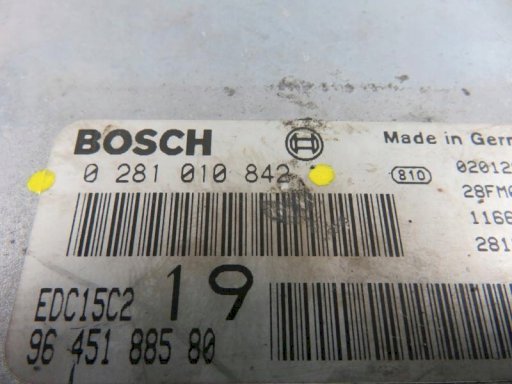 BOSCH Made in Germ
0 281 010 842 810 02012
28FM
1166
281
EDC15C2 19
96 451 885 80